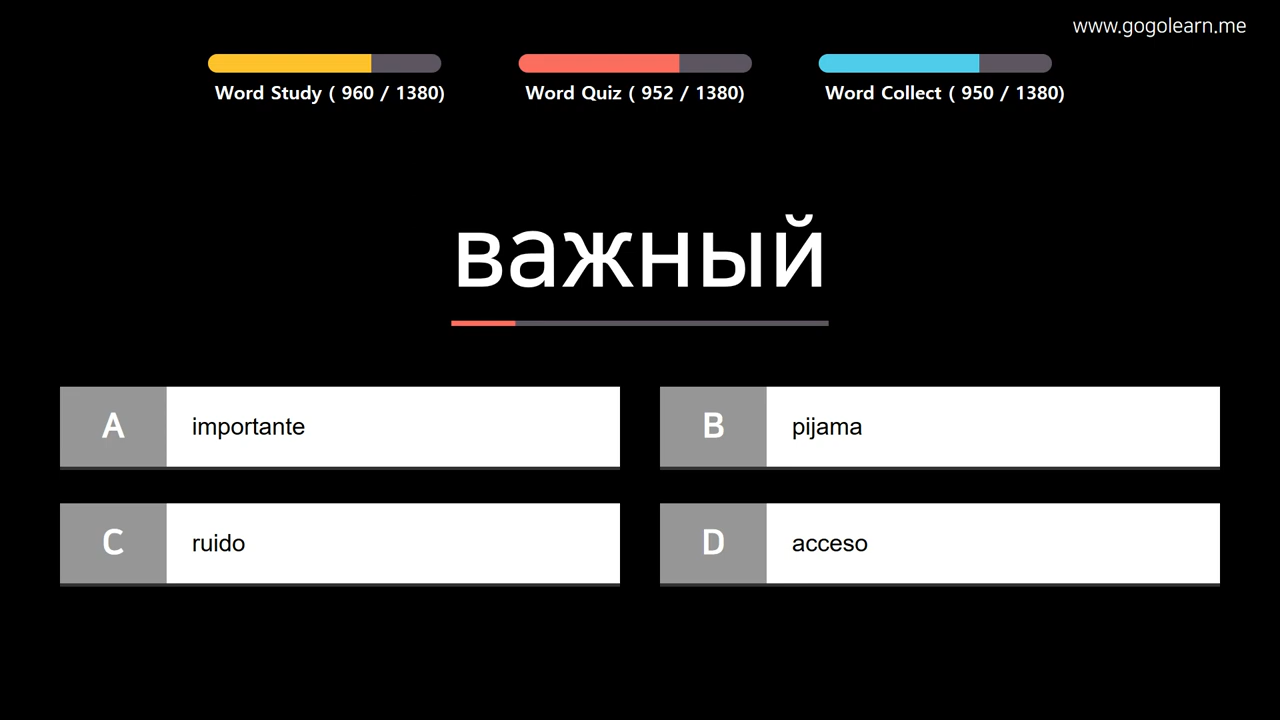 www.gogolearn.me
Word Study ( 960 / 1380)
Word Quiz ( 952 / 1380)
Word Collect ( 950 / 1380)
важный
A importante
B pijama
C ruido
D acceso